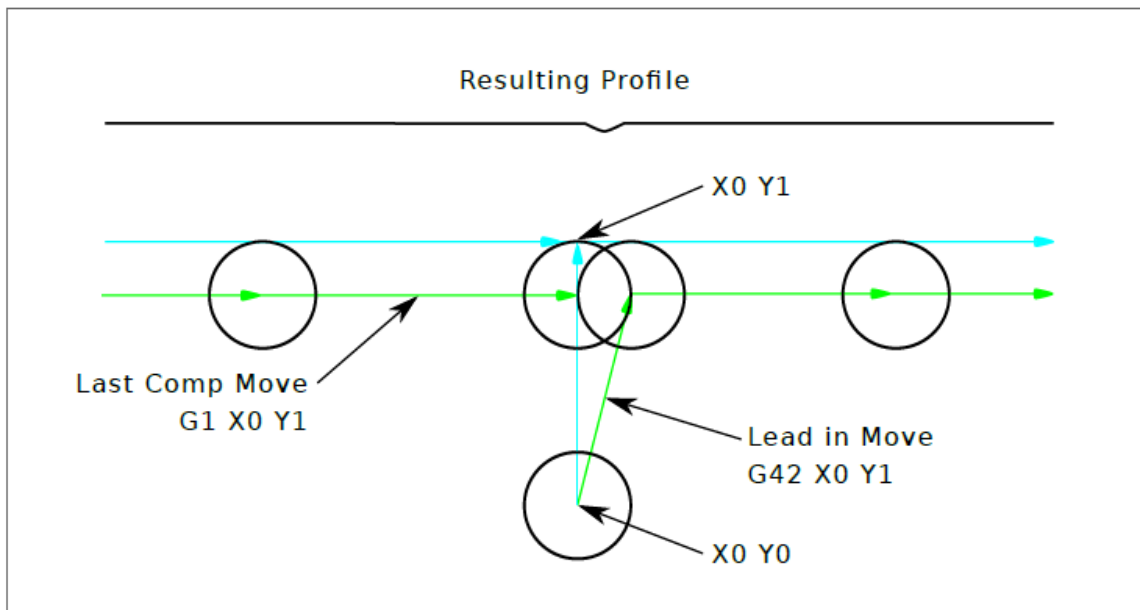 Resulting Profile
X0 Y1
Last Comp Move
G1 X0 Y1
Lead in Move
G42 X0 Y1
X0 Y0